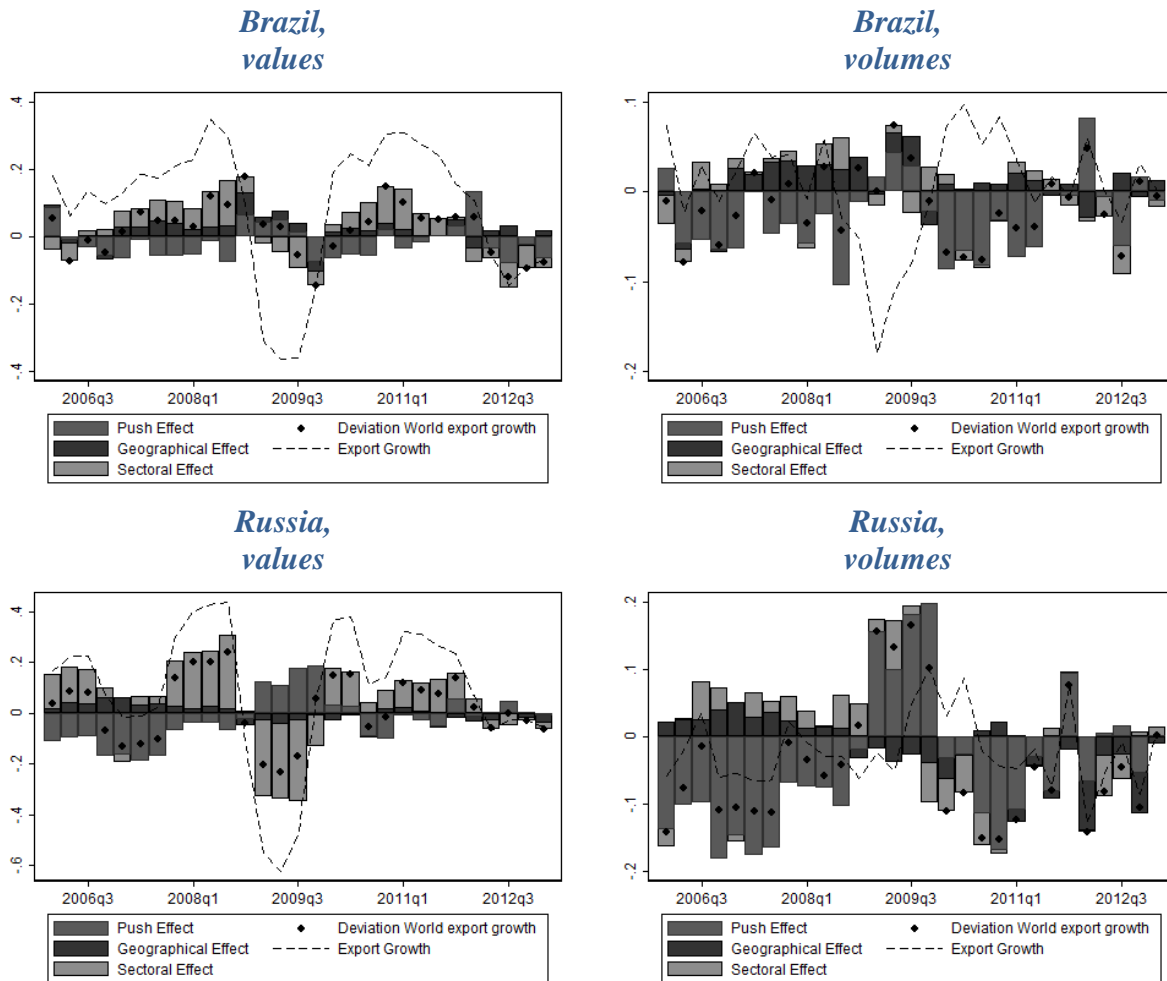 Brazil,
values
.4
.2
0
-.2
-.4
2006q3 2008q1 2009q3 2011q1 2012q3
Push Effect Deviation World export growth
Geographical Effect Export Growth
Sectoral Effect
Brazil,
volumes
.1
0
-.1
-.2
2006q3 2008q1 2009q3 2011q1 2012q3
Push Effect Deviation World export growth
Geographical Effect Export Growth
Sectoral Effect
Russia,
values
.4
.2
0
-.2
-.4
-.6
2006q3 2008q1 2009q3 2011q1 2012q3
Push Effect Deviation World export growth
Geographical Effect Export Growth
Sectoral Effect
Russia,
volumes
.2
.1
0
-.1
-.2
2006q3 2008q1 2009q3 2011q1 2012q3
Push Effect Deviation World export growth
Geographical Effect Export Growth
Sectoral Effect